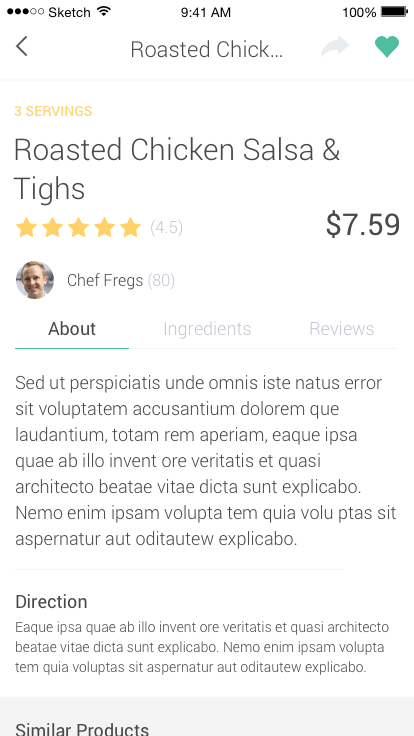 Sketch 9:41 AM 100%
Roasted Chick...
3 SERVINGS
Roasted Chicken Salsa &
Tighs
(4.5) $7.59
Chef Fregs (80)
About Ingredients Reviews
Sed ut perspiciatis unde omnis iste natus error
sit voluptatem accusantium dolorem que
laudantium, totam rem aperiam, eaque ipsa
quae ab illo invent ore veritatis et quasi
architecto beatae vitae dicta sunt explicabo.
Nemo enim ipsam volupta tem quia volu ptas sit
aspernatur aut oditautew explicabo.
Direction
Eaque ipsa quae ab illo invent ore veritatis et quasi architecto
beatae vitae dicta sunt explicabo. Nemo enim ipsam volupta
tem quia voluptas sit aspernatur aut oditautew explicabo.
Similar Products